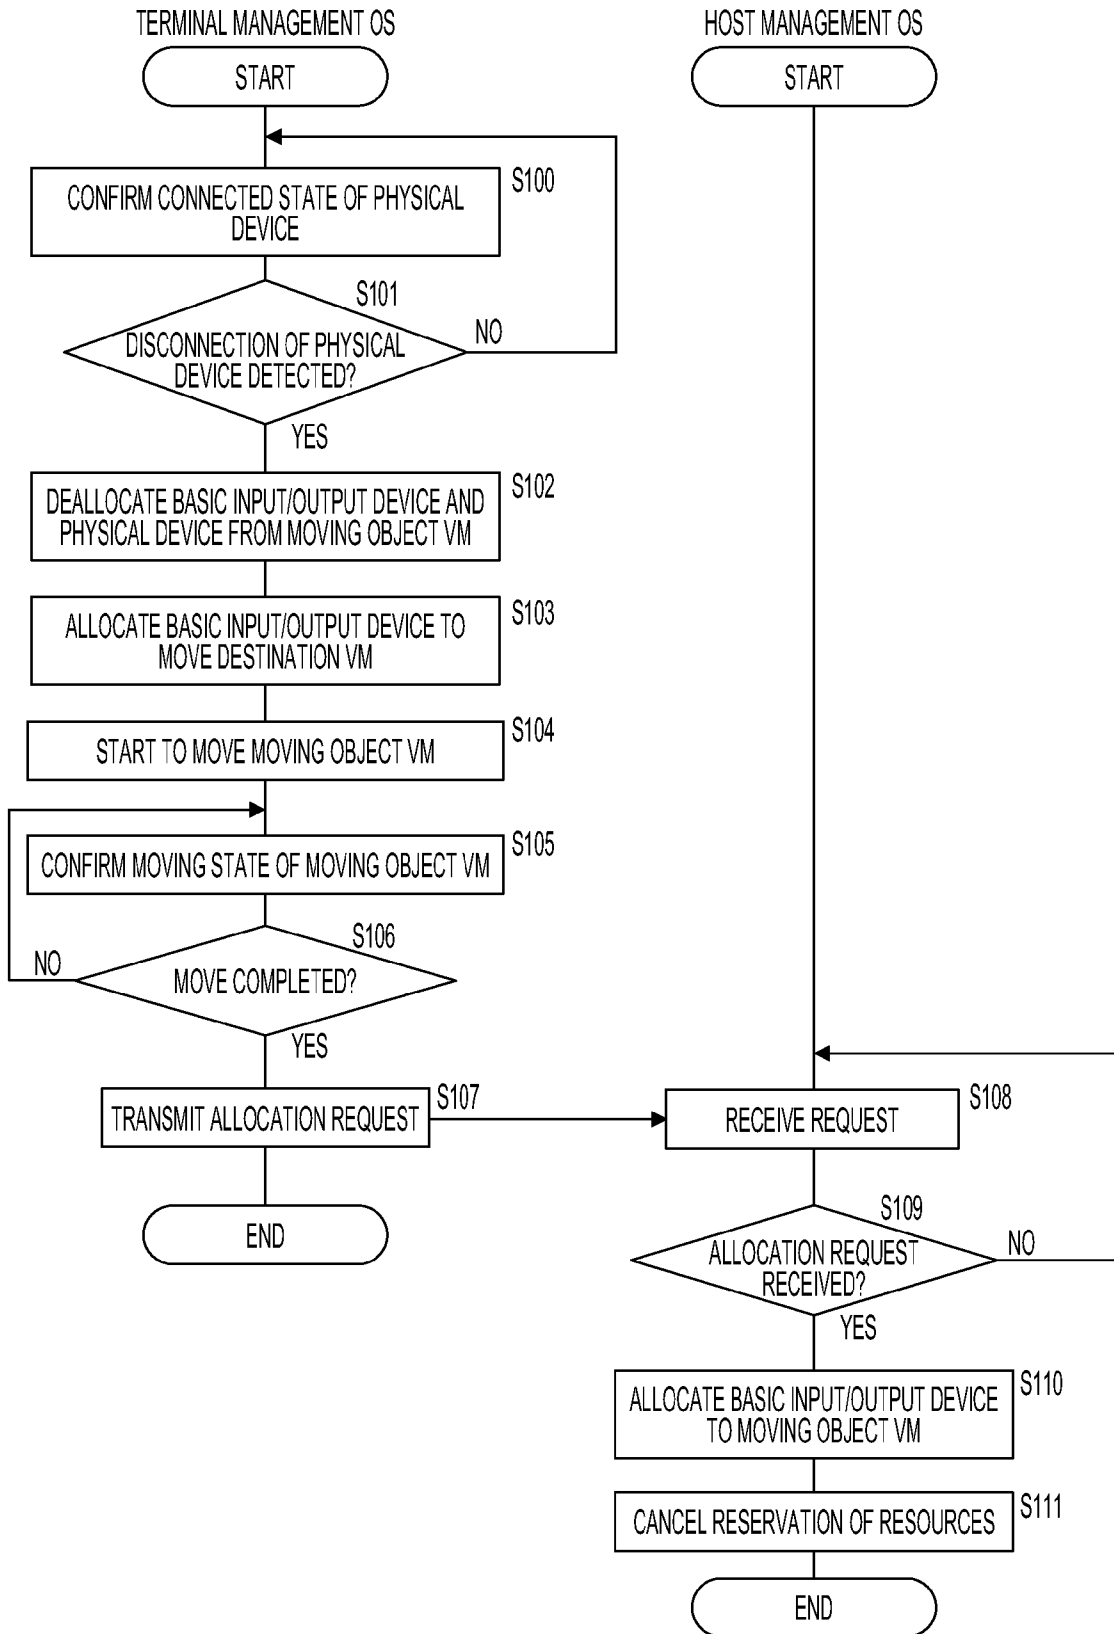 TERMINAL MANAGEMENT OS
START
CONFIRM CONNECTED STATE OF PHYSICAL
DEVICE
S100
S101
DISCONNECTION OF PHYSICAL
DEVICE DETECTED?
NO
YES
DEALLOCATE BASIC INPUT/OUTPUT DEVICE AND
PHYSICAL DEVICE FROM MOVING OBJECT VM
S102
ALLOCATE BASIC INPUT/OUTPUT DEVICE TO
MOVE DESTINATION VM
S103
START TO MOVE MOVING OBJECT VM
S104
CONFIRM MOVING STATE OF MOVING OBJECT VM
S105
S106
MOVE COMPLETED?
NO
YES
TRANSMIT ALLOCATION REQUEST
S107
END
HOST MANAGEMENT OS
START
RECEIVE REQUEST
S108
S109
ALLOCATION REQUEST
RECEIVED?
NO
YES
ALLOCATE BASIC INPUT/OUTPUT DEVICE
TO MOVING OBJECT VM
S110
CANCEL RESERVATION OF RESOURCES
S111
END